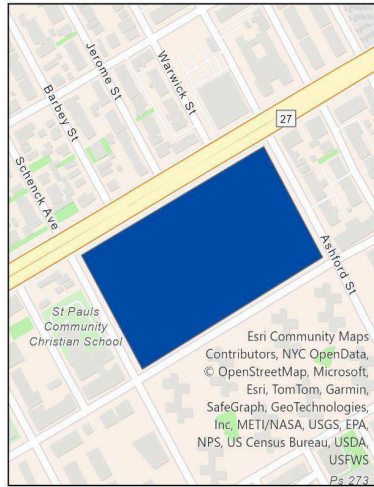 Jerome St
Warwick St
Barbey St
27
Schenck Ave
Ashford St
St Pauls
Community
Christian School
Esri Community Maps
Contributors, NYC OpenData,
© OpenStreetMap, Microsoft,
Esri, TomTom, Garmin,
SafeGraph, GeoTechnologies,
Inc, METI/NASA, USGS, EPA,
NPS, US Census Bureau, USDA,
USFWS
Ps 273